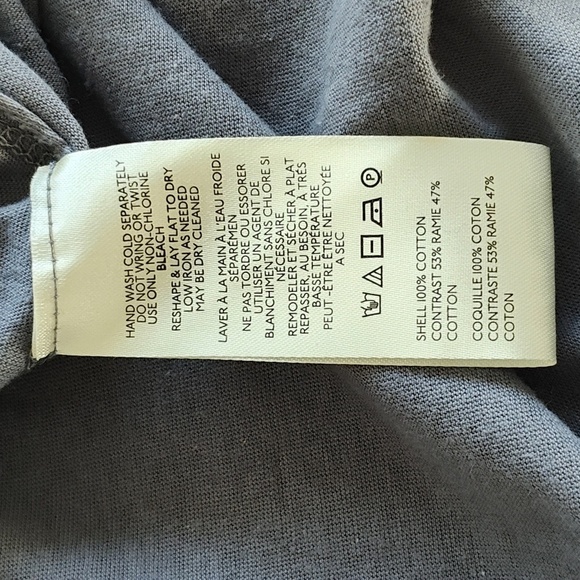 HAND WASH COLD SEPARATELY
DO NOT WRING OR TWIST
USE ONLY NON-CHLORINE
BLEACH
RESHAPE & LAY FLAT TO DRY
LOW IRON AS NEEDED
MAY BE DRY CLEANED
LAVER À LA MAIN À L'EAU FROIDE
SÉPARÉMEN
NE PAS TORDRE OU ESSORER
UTILISER UN AGENT DE
BLANCHIMENT SANS CHLORE SI
NÉCESSAIRE
REMODELER ET SÉCHER À PLAT
REPASSER, AU BESOIN, À TRÉS
BASSE TEMPÉRATURE
PEUT -ÊTRE ÊTRE NETTOYÉE
A SEC
P
SHELL 100% COTTON
CONTRAST 53% RAMIE 47%
COTTON
COQUILLE 100% COTON
CONTRASTE 53% RAMIE 47%
COTON